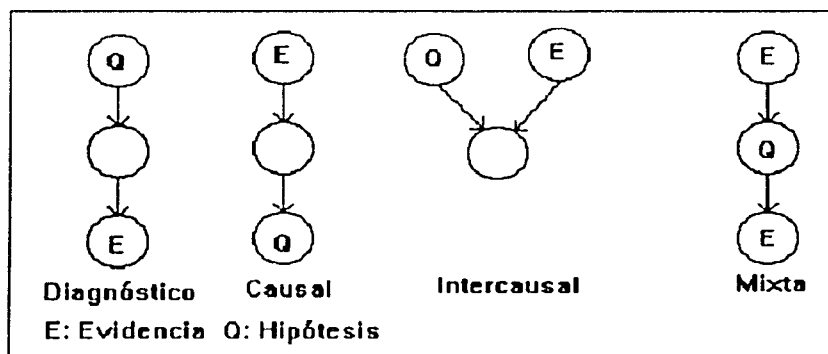 Q E Q E E
Q
E Q E
Diagnóstico Causal Intercausal Mixta
E: Evidencia Q: Hipótesis